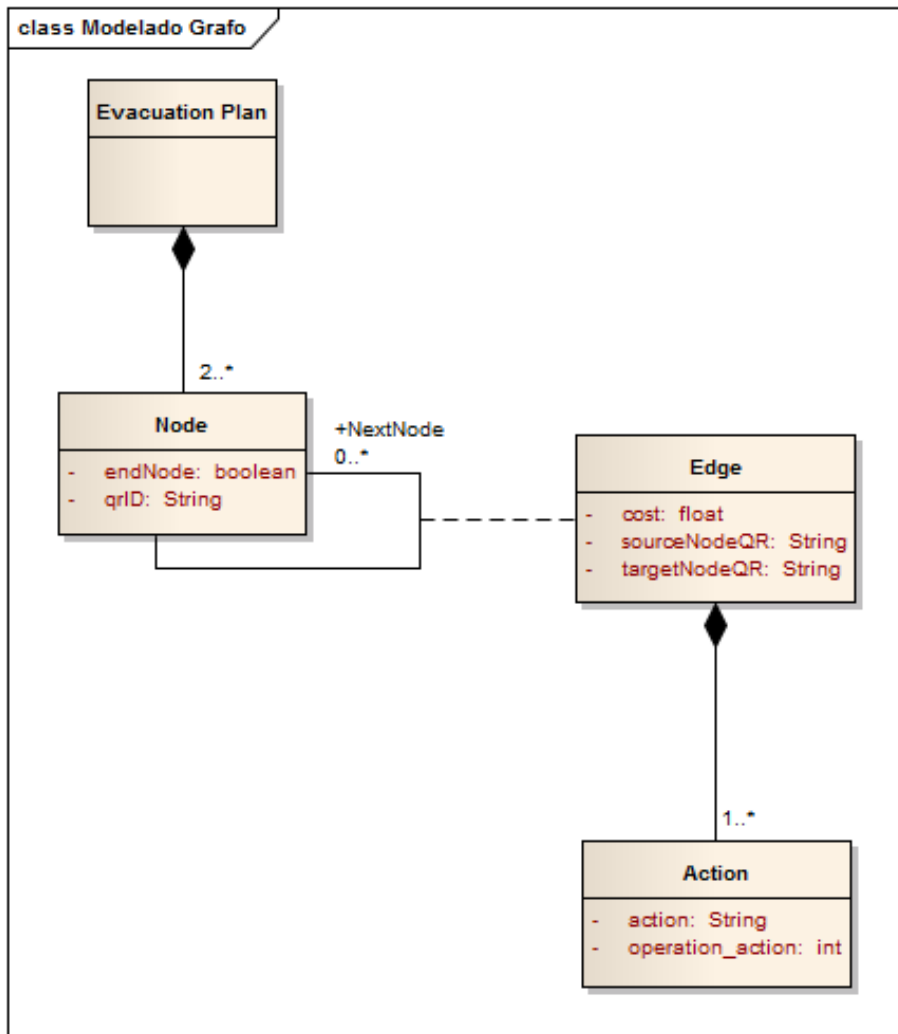 class Modelado Grafo
Evacuation Plan
2..*
Node
- endNode: boolean
- qrID: String
+NextNode
0..*
Edge
- cost: float
- sourceNodeQR: String
- targetNodeQR: String
1..*
Action
- action: String
- operation_action: int